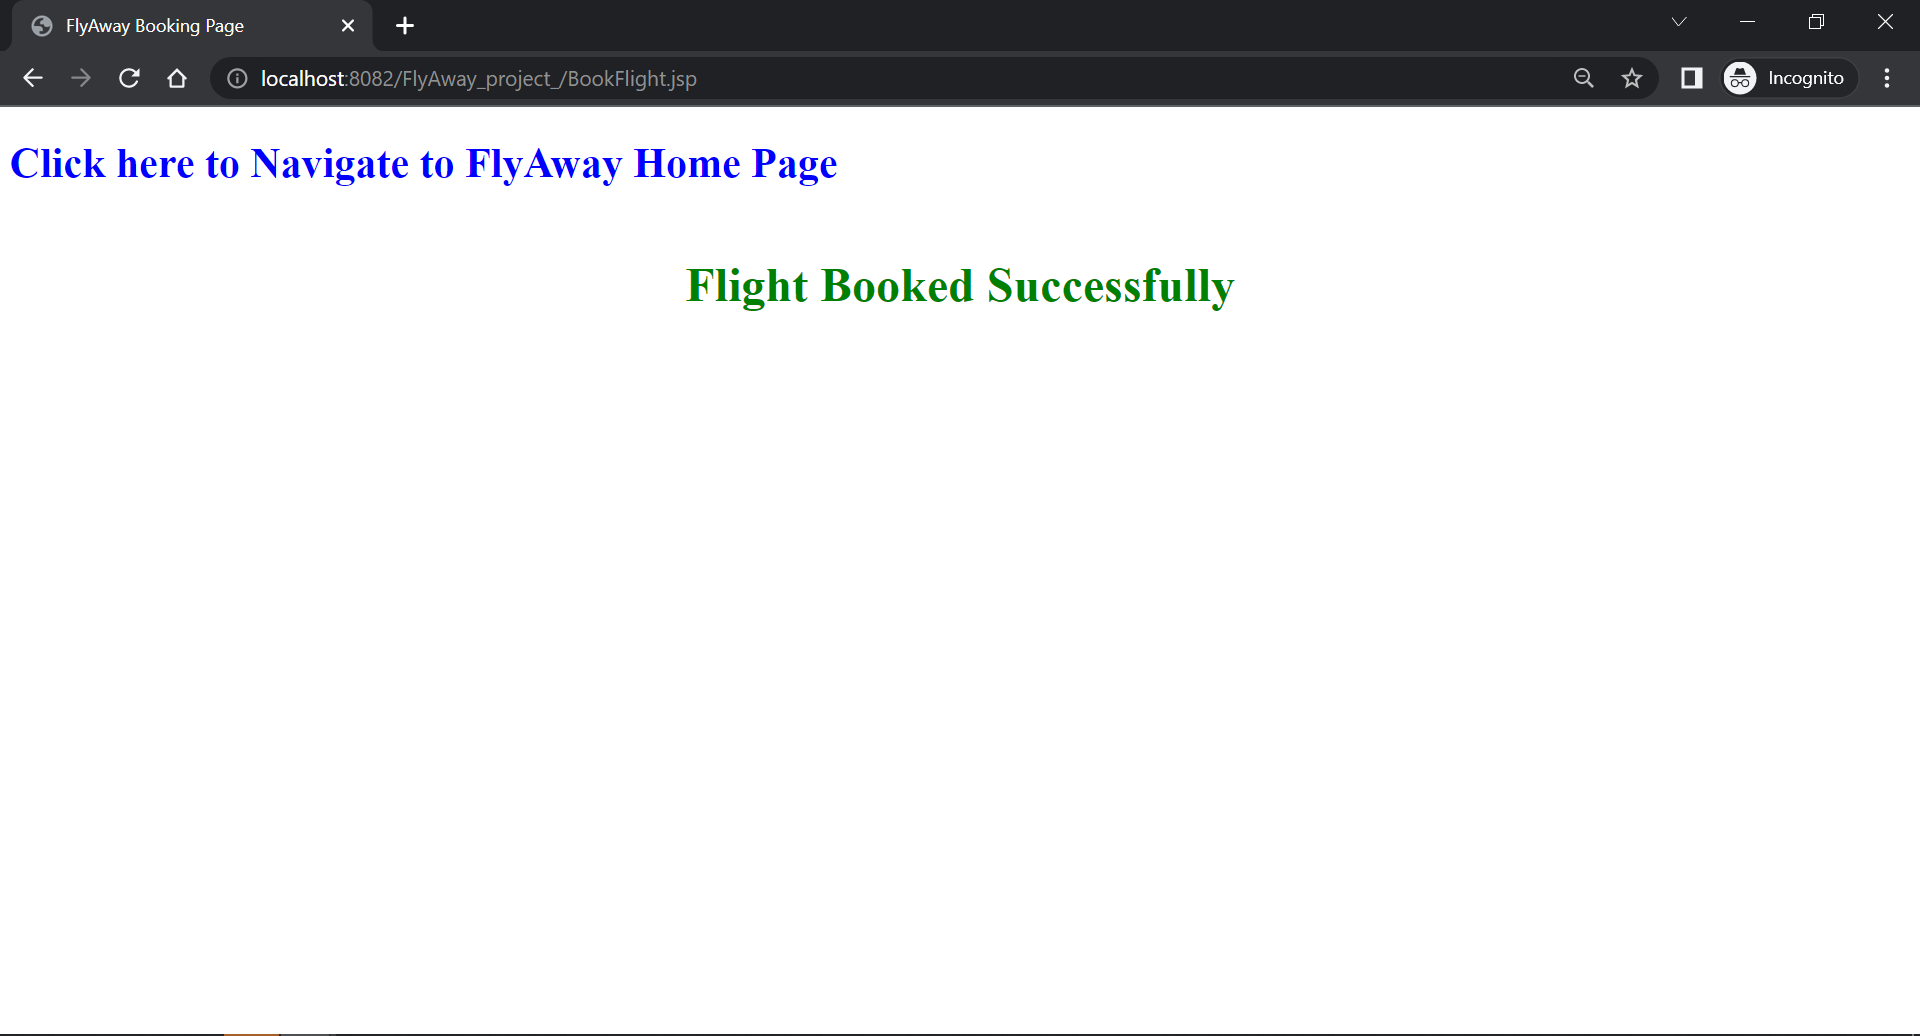 FlyAway Booking Page
localhost:8082/FlyAway_project_/BookFlight.jsp
Incognito
Click here to Navigate to FlyAway Home Page
Flight Booked Successfully